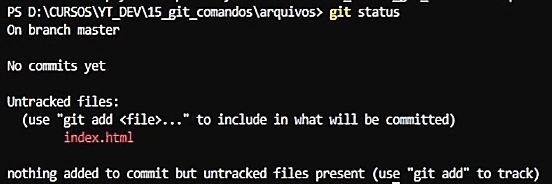 PS D:\CURSOS\YT_DEV\15_git_comandos\arquivos> git status
On branch master
No commits yet
Untracked files:
(use "git add <file>..." to include in what will be committed)
index.html
nothing added to commit but untracked files present (use "git add" to track)